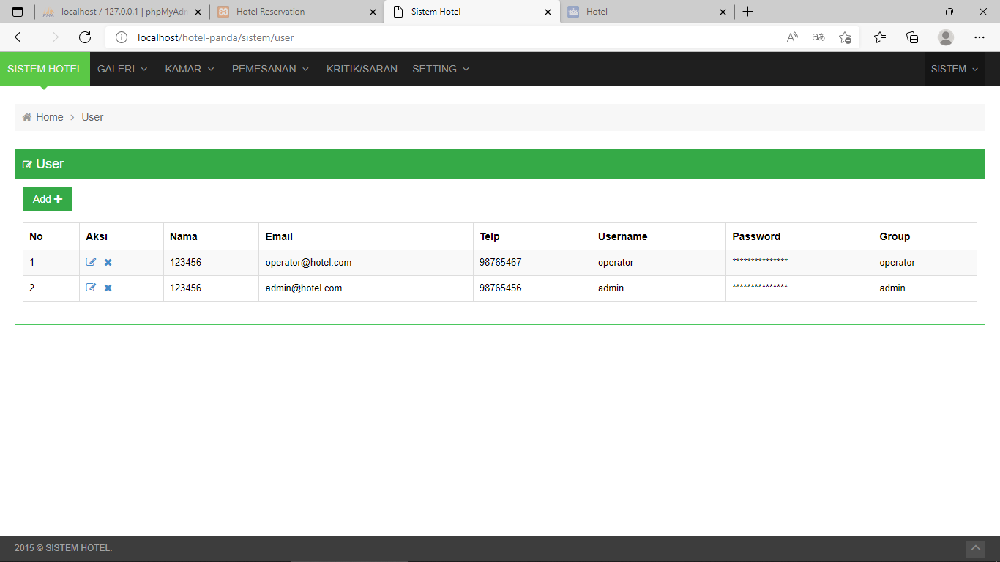 localhost / 127.0.0.1 | phpMyAdm
Hotel Reservation
Sistem Hotel
Hotel
localhost/hotel-panda/sistem/user
SISTEM HOTEL GALERI KAMAR PEMESANAN KRITIK/SARAN SETTING SISTEM
Home > User
User
Add
No Aksi Nama Email Telp Username Password Group
1 123456 operator@hotel.com 98765467 operator *************** operator
2 123456 admin@hotel.com 98765456 admin *************** admin
2015 © SISTEM HOTEL.